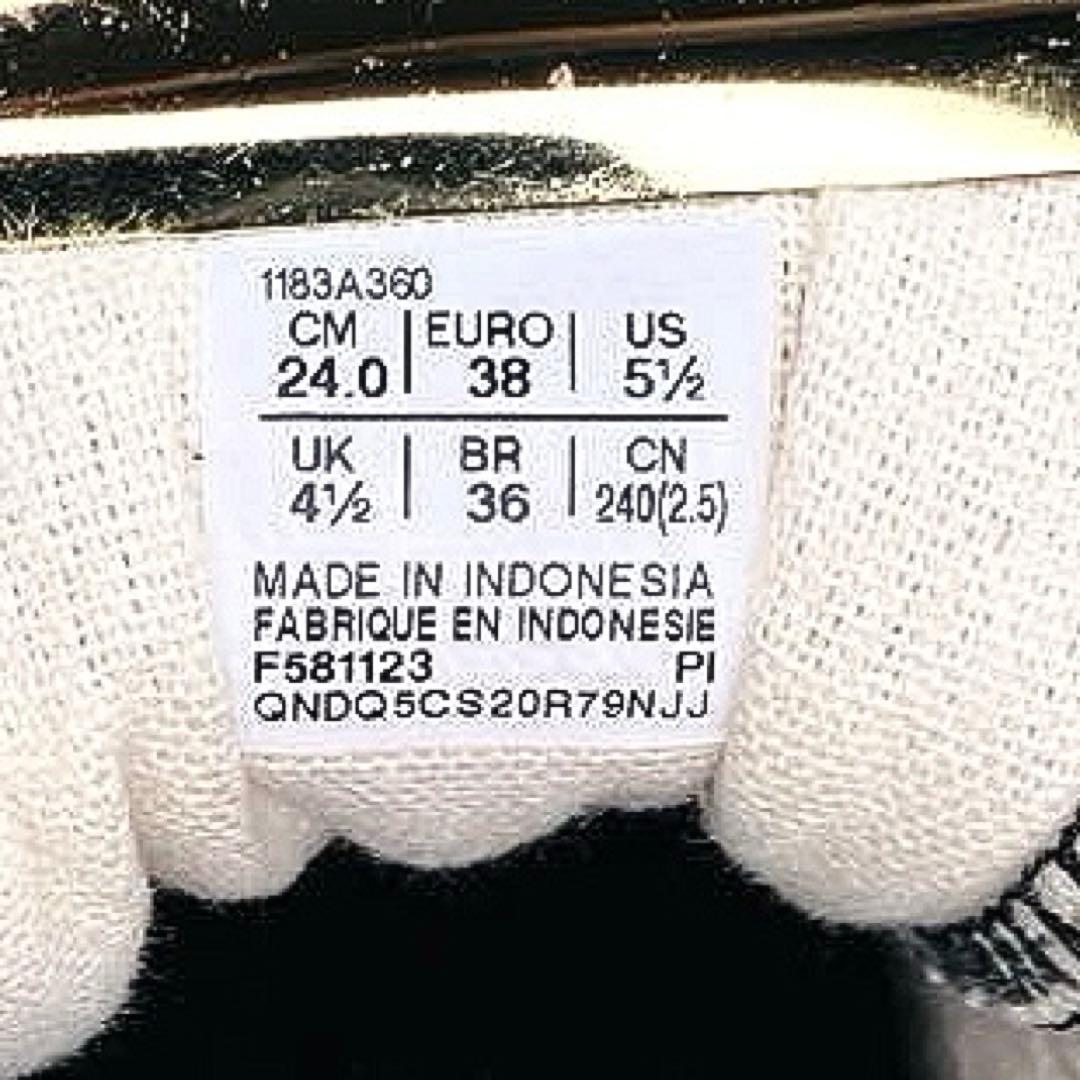 1183A360
CM | EURO | US
24.0 | 38 | 5½
UK | BR | CN
4½ | 36 | 240(2.5)
MADE IN INDONESIA
FABRIQUE EN INDONESIE
F581123 PI
QNDQ5CS20R79NJJ